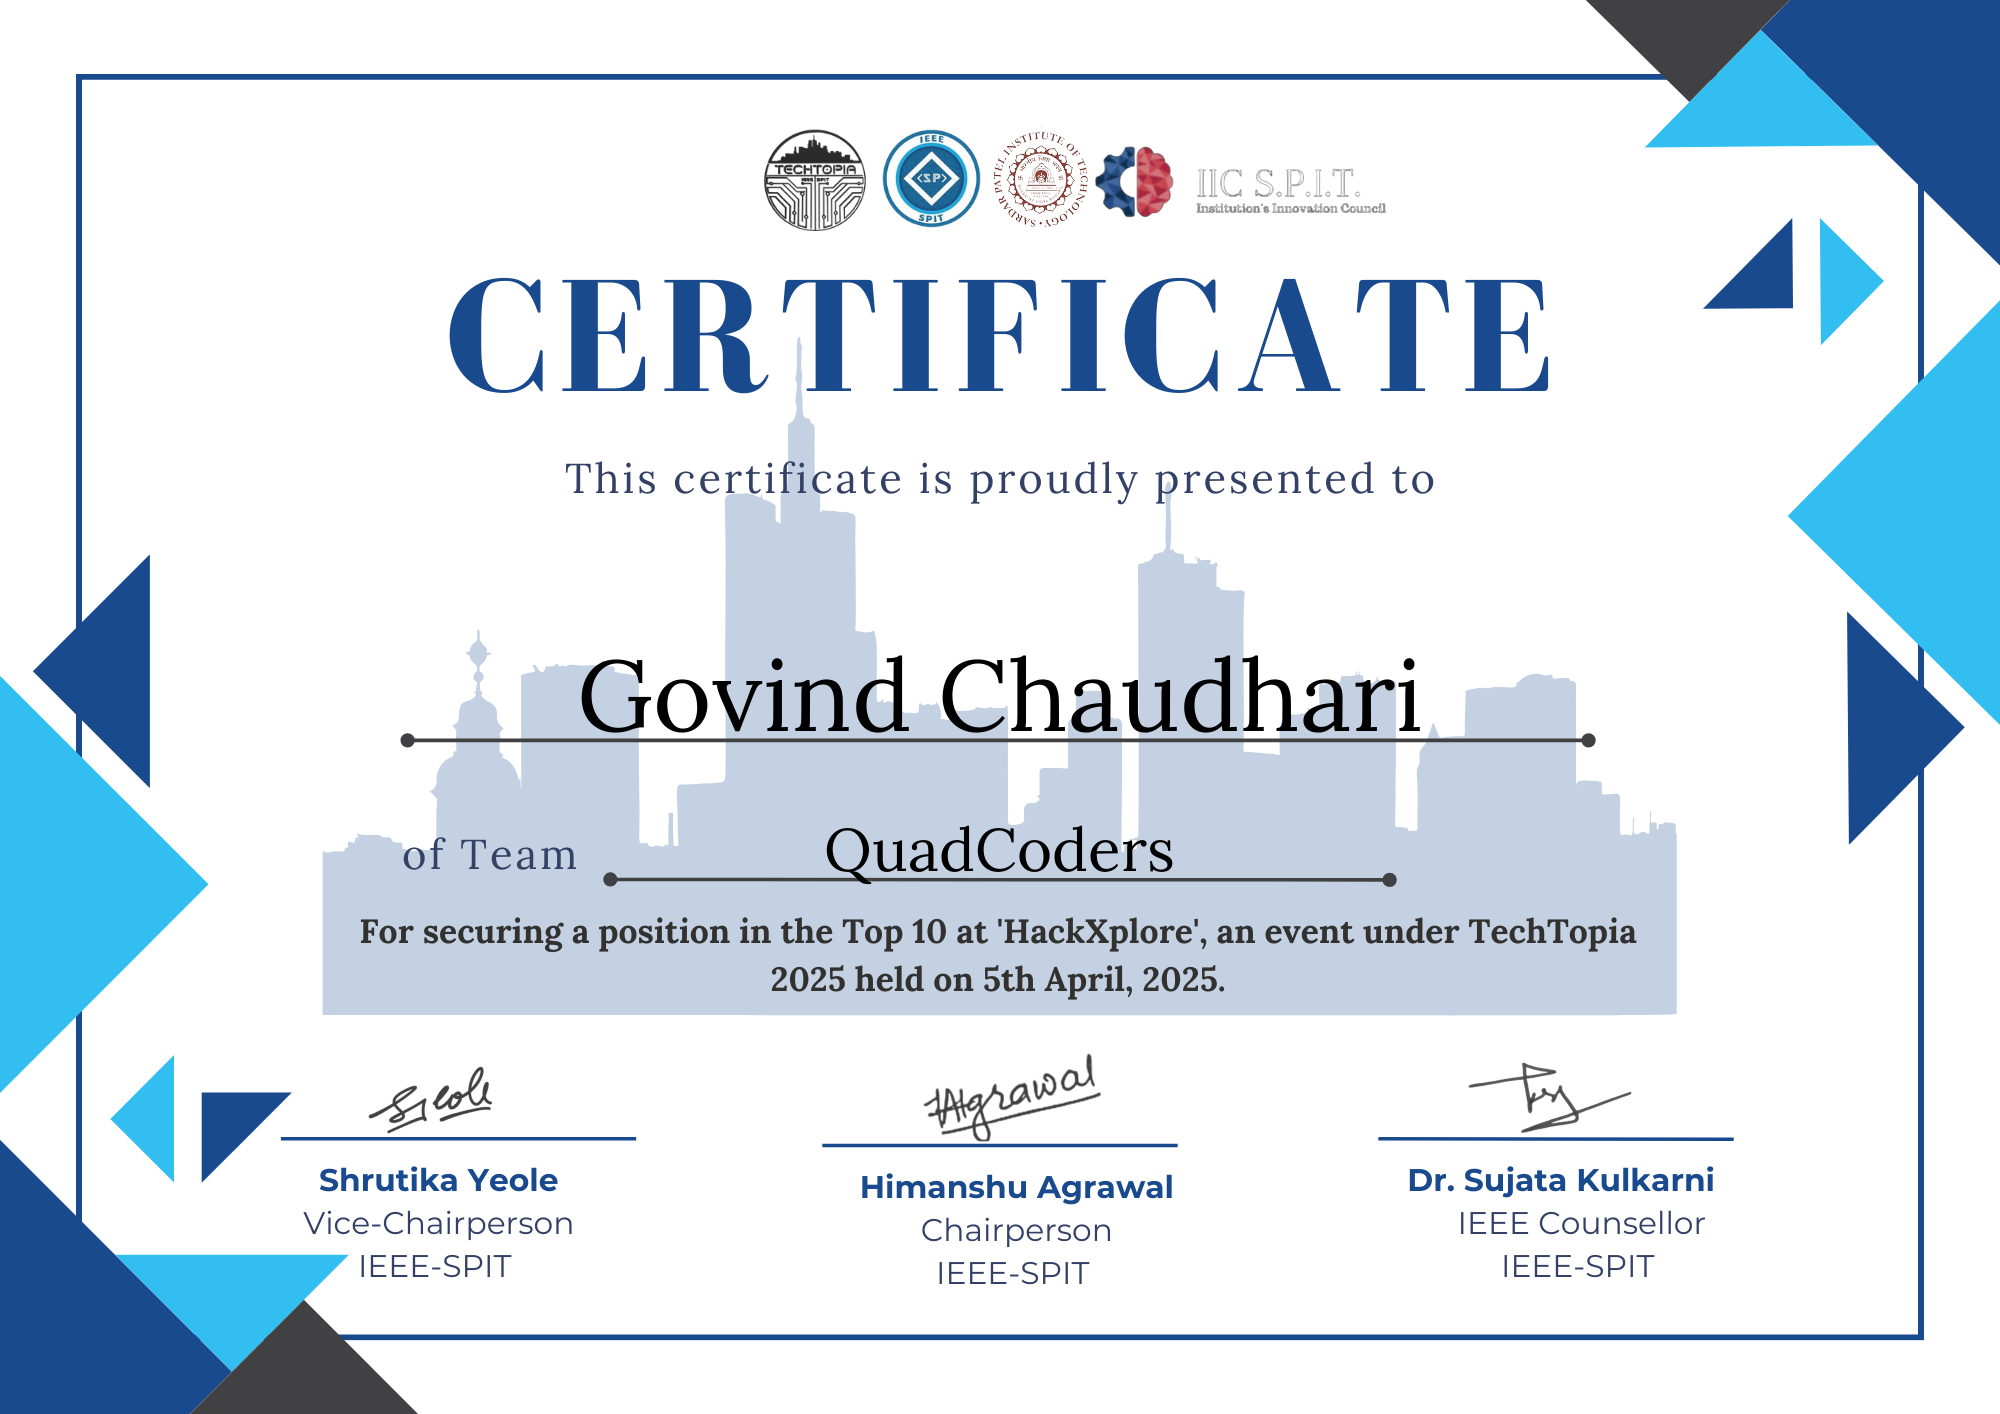 TECHTOPIA
IEEE SPIT
IEEE
<SP>
SPIT
SARDAR PATEL INSTITUTE OF TECHNOLOGY
IIC S.P.I.T.
Institution's Innovation Council
CERTIFICATE
This certificate is proudly presented to
Govind Chaudhari
of Team QuadCoders
For securing a position in the Top 10 at 'HackXplore', an event under TechTopia
2025 held on 5th April, 2025.
SYeole
HAgrawal
Shrutika Yeole
Vice-Chairperson
IEEE-SPIT
Himanshu Agrawal
Chairperson
IEEE-SPIT
Dr. Sujata Kulkarni
IEEE Counsellor
IEEE-SPIT